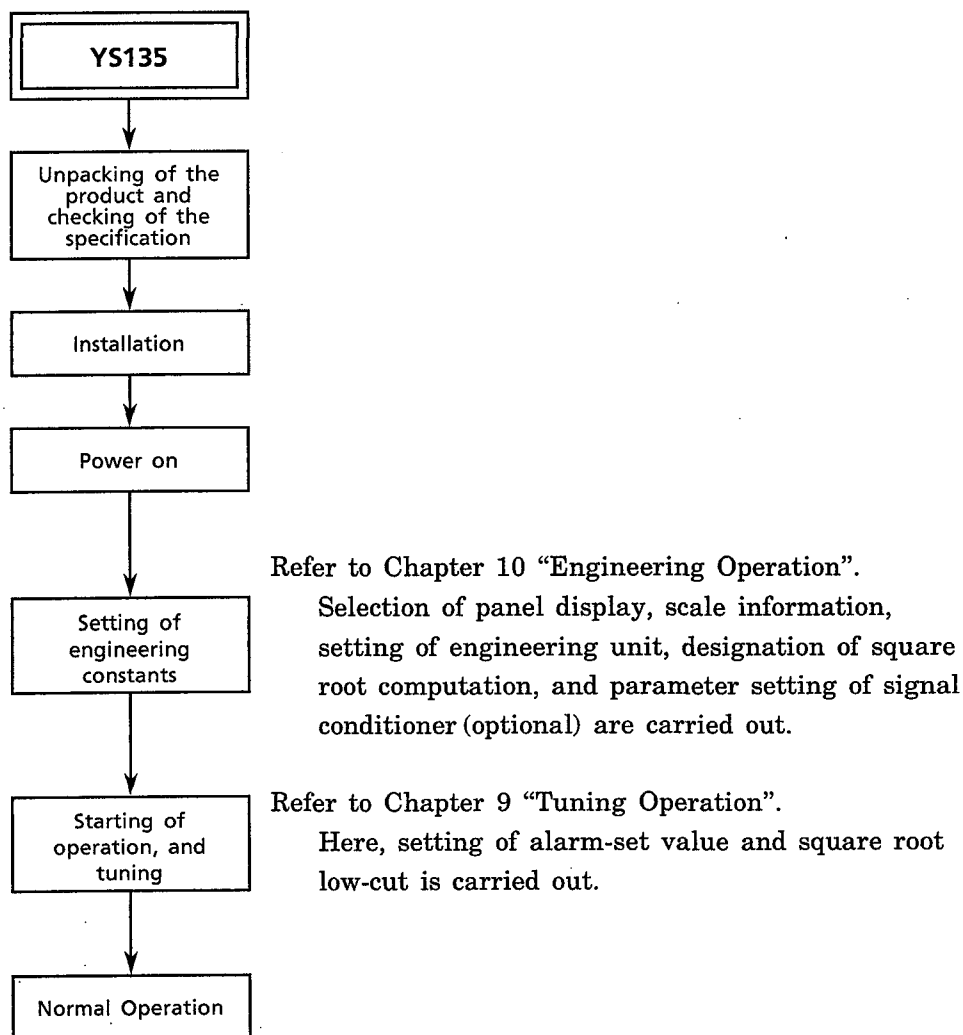 YS135
Unpacking of the
product and
checking of the
specification
Installation
Power on
Setting of
engineering
constants
Refer to Chapter 10 “Engineering Operation”.
Selection of panel display, scale information,
setting of engineering unit, designation of square
root computation, and parameter setting of signal
conditioner (optional) are carried out.
Starting of
operation, and
tuning
Refer to Chapter 9 “Tuning Operation”.
Here, setting of alarm-set value and square root
low-cut is carried out.
Normal Operation